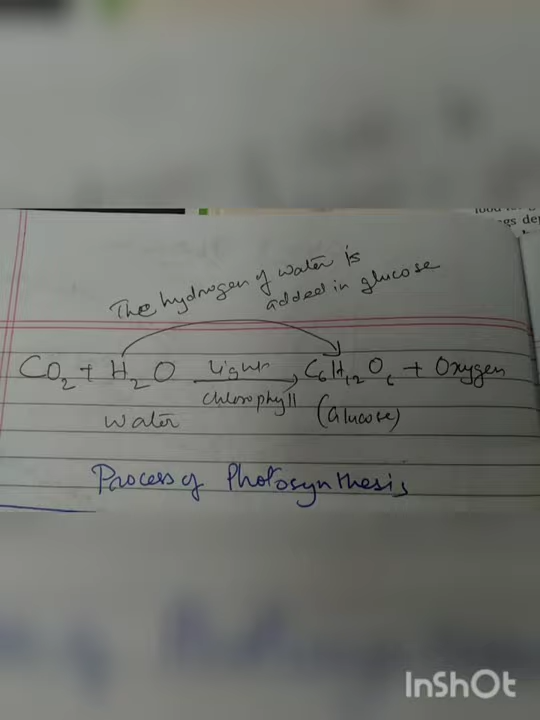 The hydrogen of water is
added in glucose
CO₂ + H₂O Light C₆H₁₂O₆ + Oxygen
chlorophyll
water (Glucose)
Process of Photosynthesis
InShOt